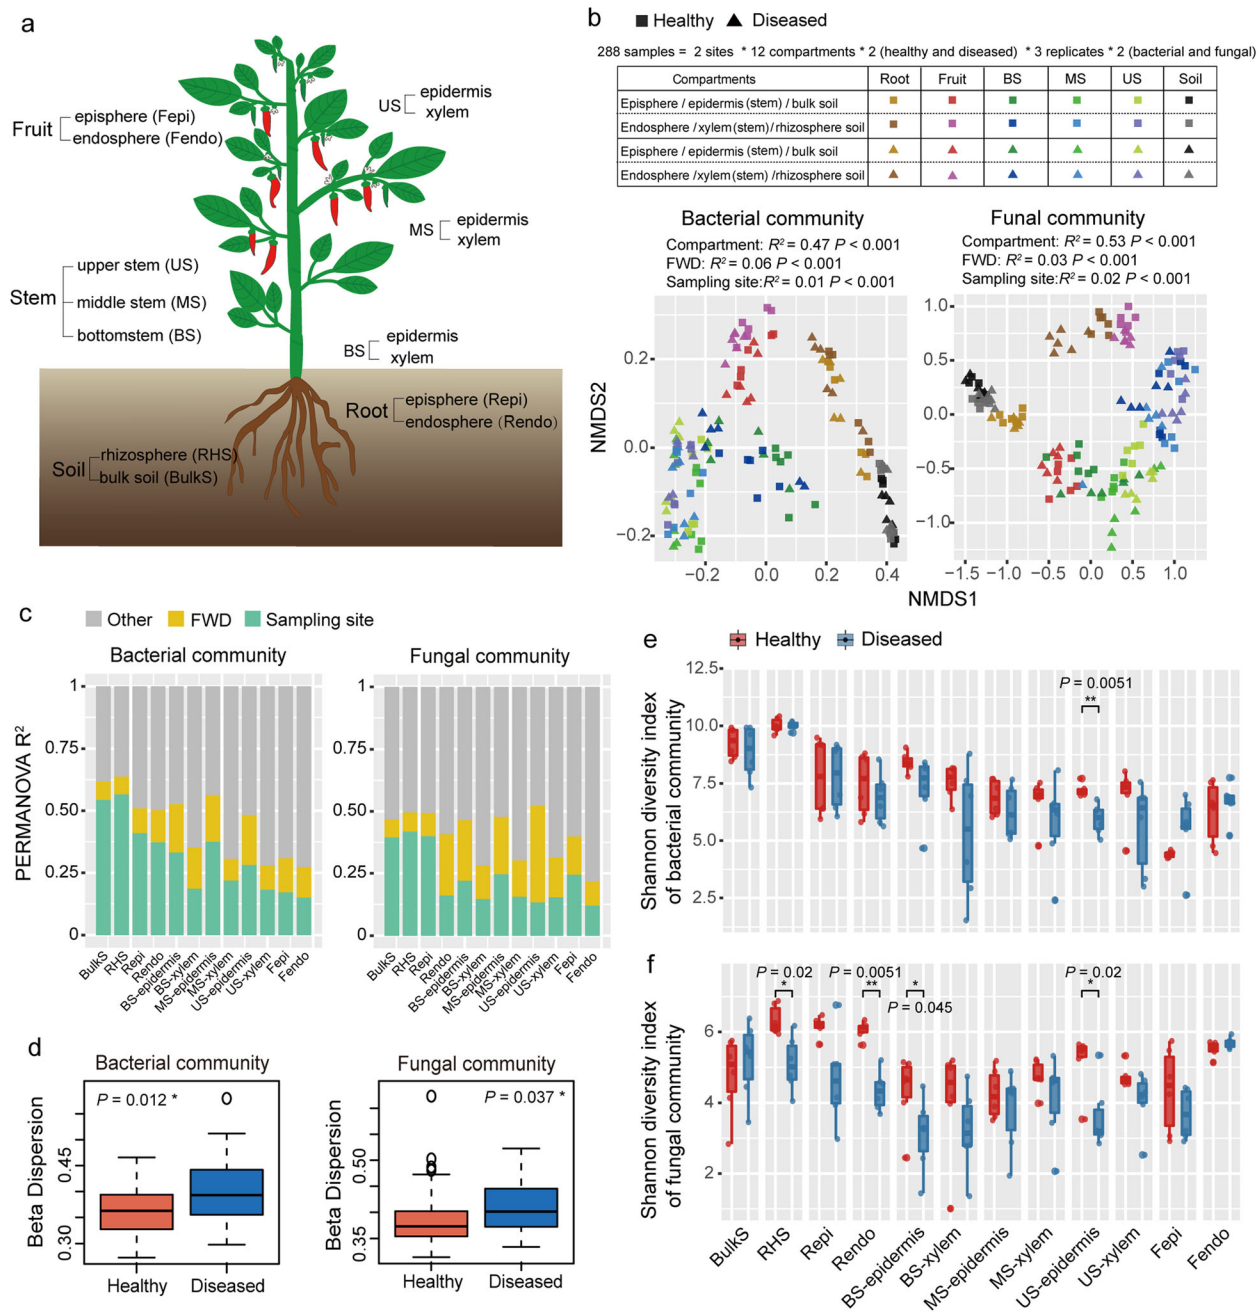 a
Fruit
episphere (Fepi)
endosphere (Fendo)
US
epidermis
xylem
MS
epidermis
xylem
Stem
upper stem (US)
middle stem (MS)
bottomstem (BS)
BS
epidermis
xylem
Root
episphere (Repi)
endosphere (Rendo)
Soil
rhizosphere (RHS)
bulk soil (BulkS)
b
Healthy
Diseased
288 samples = 2 sites * 12 compartments * 2 (healthy and diseased) * 3 replicates * 2 (bacterial and fungal)
Compartments Root Fruit BS MS US Soil
Episphere / epidermis (stem) / bulk soil
Endosphere / xylem (stem) / rhizosphere soil
Episphere / epidermis (stem) / bulk soil
Endosphere / xylem (stem) / rhizosphere soil
Bacterial community
Compartment: R² = 0.47 P < 0.001
FWD: R² = 0.06 P < 0.001
Sampling site:R² = 0.01 P < 0.001
Funal community
Compartment: R² = 0.53 P < 0.001
FWD: R² = 0.03 P < 0.001
Sampling site:R² = 0.02 P < 0.001
NMDS2
0.2
0.0
−0.2
−0.2 0.0 0.2 0.4
1.0
0.5
0.0
−0.5
−1.0
−1.5 −1.0 −0.5 0.0 0.5 1.0
NMDS1
c
Other FWD Sampling site
Bacterial community
Fungal community
PERMANOVA R²
1
0.75
0.50
0.25
0
BulkS
RHS
Repi
Rendo
BS-epidermis
BS-xylem
MS-epidermis
MS-xylem
US-epidermis
US-xylem
Fepi
Fendo
1
0.75
0.50
0.25
0
BulkS
RHS
Repi
Rendo
BS-epidermis
BS-xylem
MS-epidermis
MS-xylem
US-epidermis
US-xylem
Fepi
Fendo
d
Bacterial community
P = 0.012 *
Beta Dispersion
0.45
0.30
Healthy Diseased
Fungal community
P = 0.037 *
Beta Dispersion
0.50
0.35
Healthy Diseased
e
Healthy
Diseased
Shannon diversity index
of bacterial community
12.5
10.0
7.5
5.0
2.5
P = 0.0051
**
f
Shannon diversity index
of fungal community
6
4
2
P = 0.02
*
P = 0.0051
**
*
P = 0.045
P = 0.02
*
BulkS
RHS
Repi
Rendo
BS-epidermis
BS-xylem
MS-epidermis
MS-xylem
US-epidermis
US-xylem
Fepi
Fendo